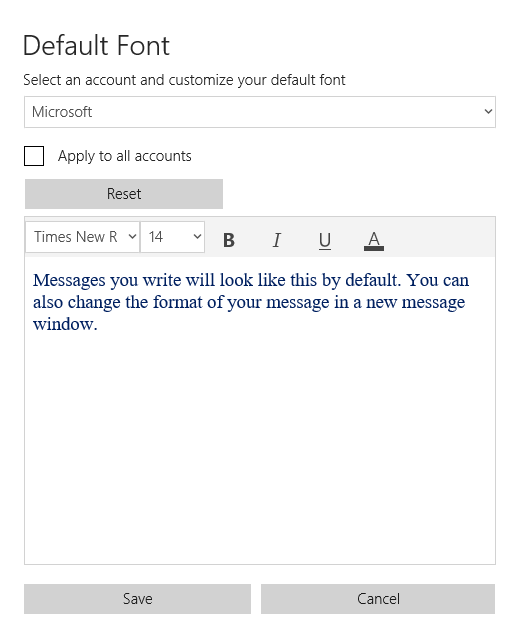 Default Font
Select an account and customize your default font
Microsoft
Apply to all accounts
Reset
Times New R 14 B I U A
Messages you write will look like this by default. You can
also change the format of your message in a new message
window.
Save Cancel